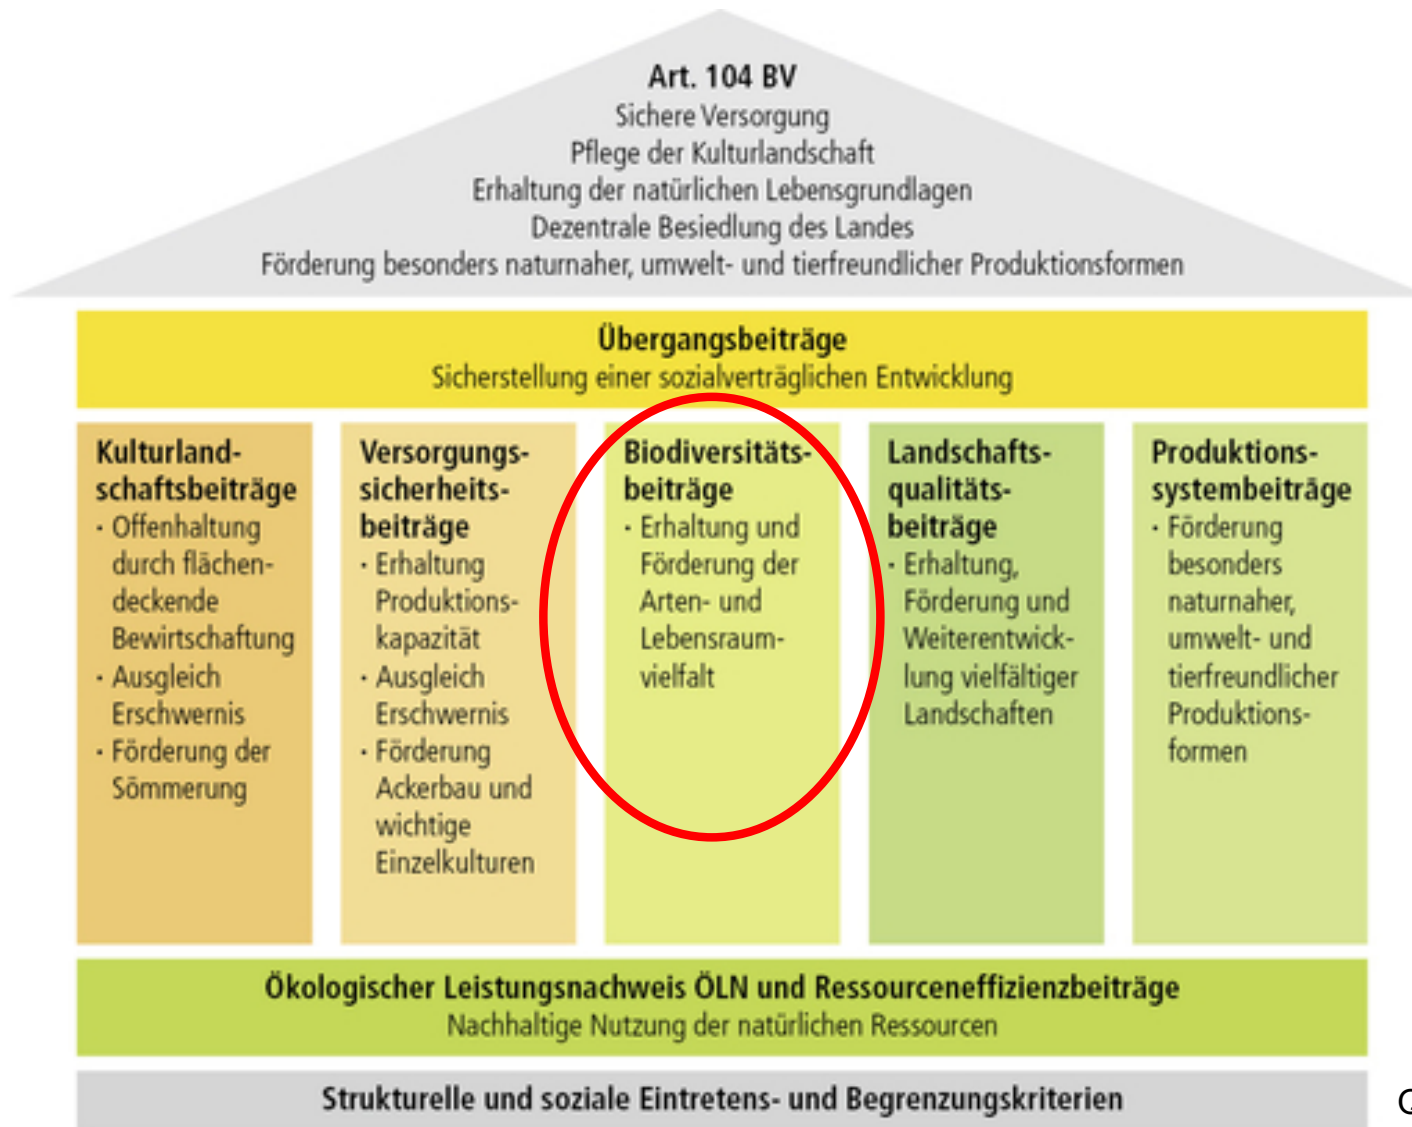 Art. 104 BV
Sichere Versorgung
Pflege der Kulturlandschaft
Erhaltung der natürlichen Lebensgrundlagen
Dezentrale Besiedlung des Landes
Förderung besonders naturnaher, umwelt- und tierfreundlicher Produktionsformen
Übergangsbeiträge
Sicherstellung einer sozialverträglichen Entwicklung
Kulturland-
schaftsbeiträge
· Offenhaltung
durch flächen-
deckende
Bewirtschaftung
· Ausgleich
Erschwernis
· Förderung der
Sömmerung
Versorgungs-
sicherheits-
beiträge
· Erhaltung
Produktions-
kapazität
· Ausgleich
Erschwernis
· Förderung
Ackerbau und
wichtige
Einzelkulturen
Biodiversitäts-
beiträge
· Erhaltung und
Förderung der
Arten- und
Lebensraum-
vielfalt
Landschafts-
qualitäts-
beiträge
· Erhaltung,
Förderung und
Weiterentwick-
lung vielfältiger
Landschaften
Produktions-
systembeiträge
· Förderung
besonders
naturnaher,
umwelt- und
tierfreundlicher
Produktions-
formen
Ökologischer Leistungsnachweis ÖLN und Ressourceneffizienzbeiträge
Nachhaltige Nutzung der natürlichen Ressourcen
Strukturelle und soziale Eintretens- und Begrenzungskriterien